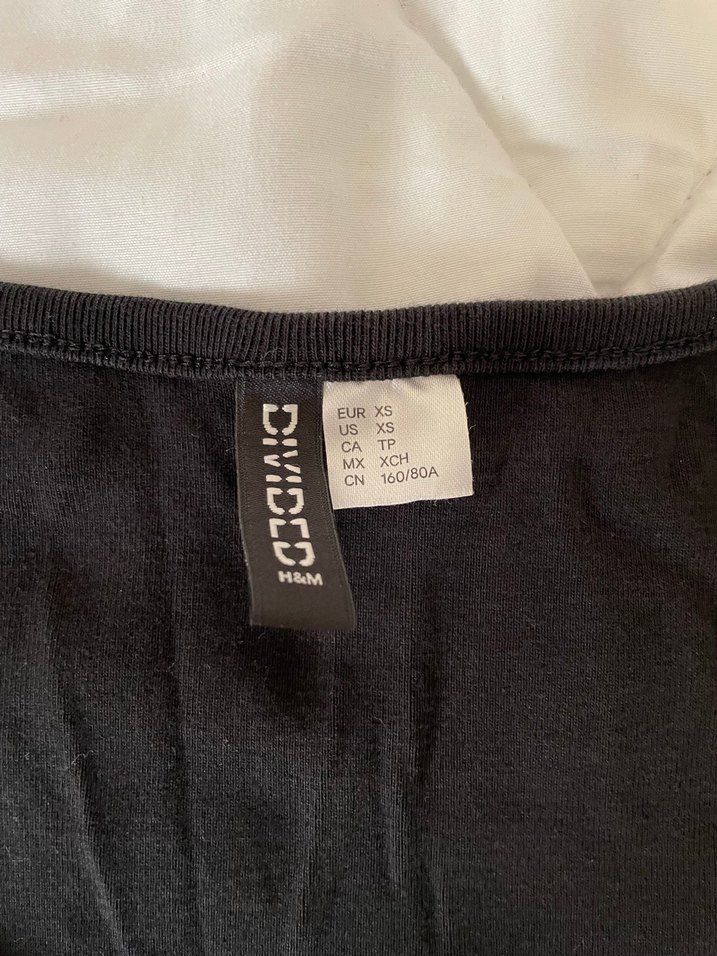 DIVIDED
H&M
EUR XS
US XS
CA TP
MX XCH
CN 160/80A